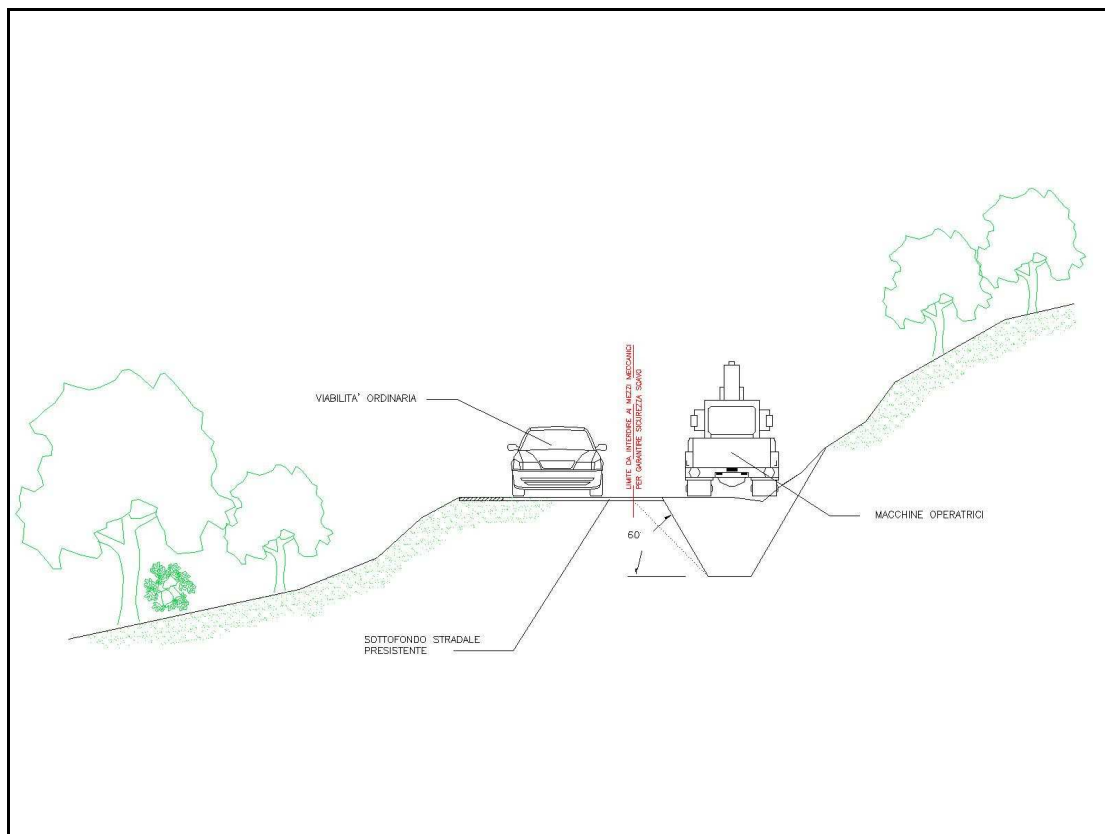 VIABILITA' ORDINARIA
LIMITE DA INTERDIRE AI MEZZI MECCANICI
PER GARANTIRE SICUREZZA SCAVO
MACCHINE OPERATRICI
60
SOTTOFONDO STRADALE
PRESISTENTE